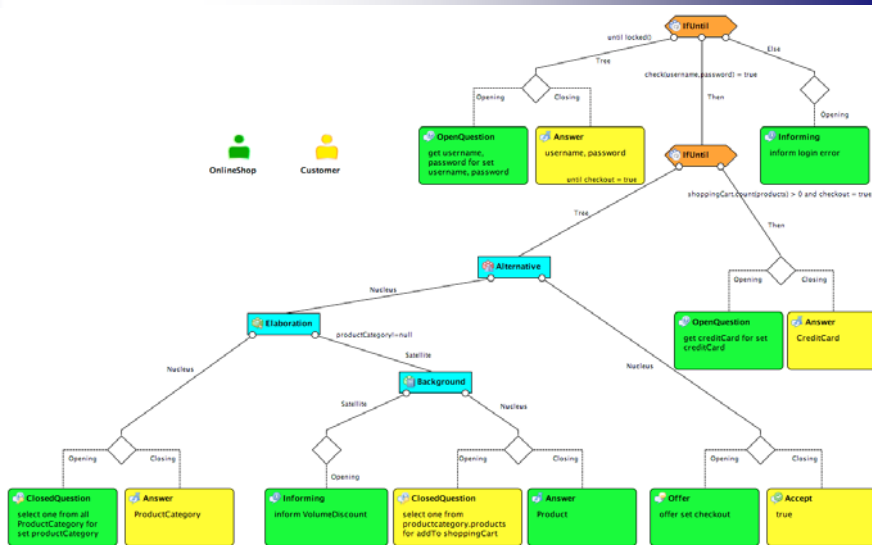 IfUntil
until locked()
Else
Tree
check(username,password) = true
Then
Opening
Closing
Opening
OpenQuestion
get username,
password for set
username, password
Answer
username, password
until checkout = true
Informing
inform login error
OnlineShop
Customer
IfUntil
shoppingCart.count(products) > 0 and checkout = true
Tree
Then
Alternative
Nucleus
Opening
Closing
Elaboration
productCategory!=null
OpenQuestion
get creditCard for set
creditCard
Answer
CreditCard
Satellite
Nucleus
Nucleus
Background
Satellite
Nucleus
Opening
Closing
Opening
Opening
Closing
Opening
Closing
ClosedQuestion
select one from all
ProductCategory for
set productCategory
Answer
ProductCategory
Informing
inform VolumeDiscount
ClosedQuestion
select one from
productcategory.products
for addTo shoppingCart
Answer
Product
Offer
offer set checkout
Accept
true